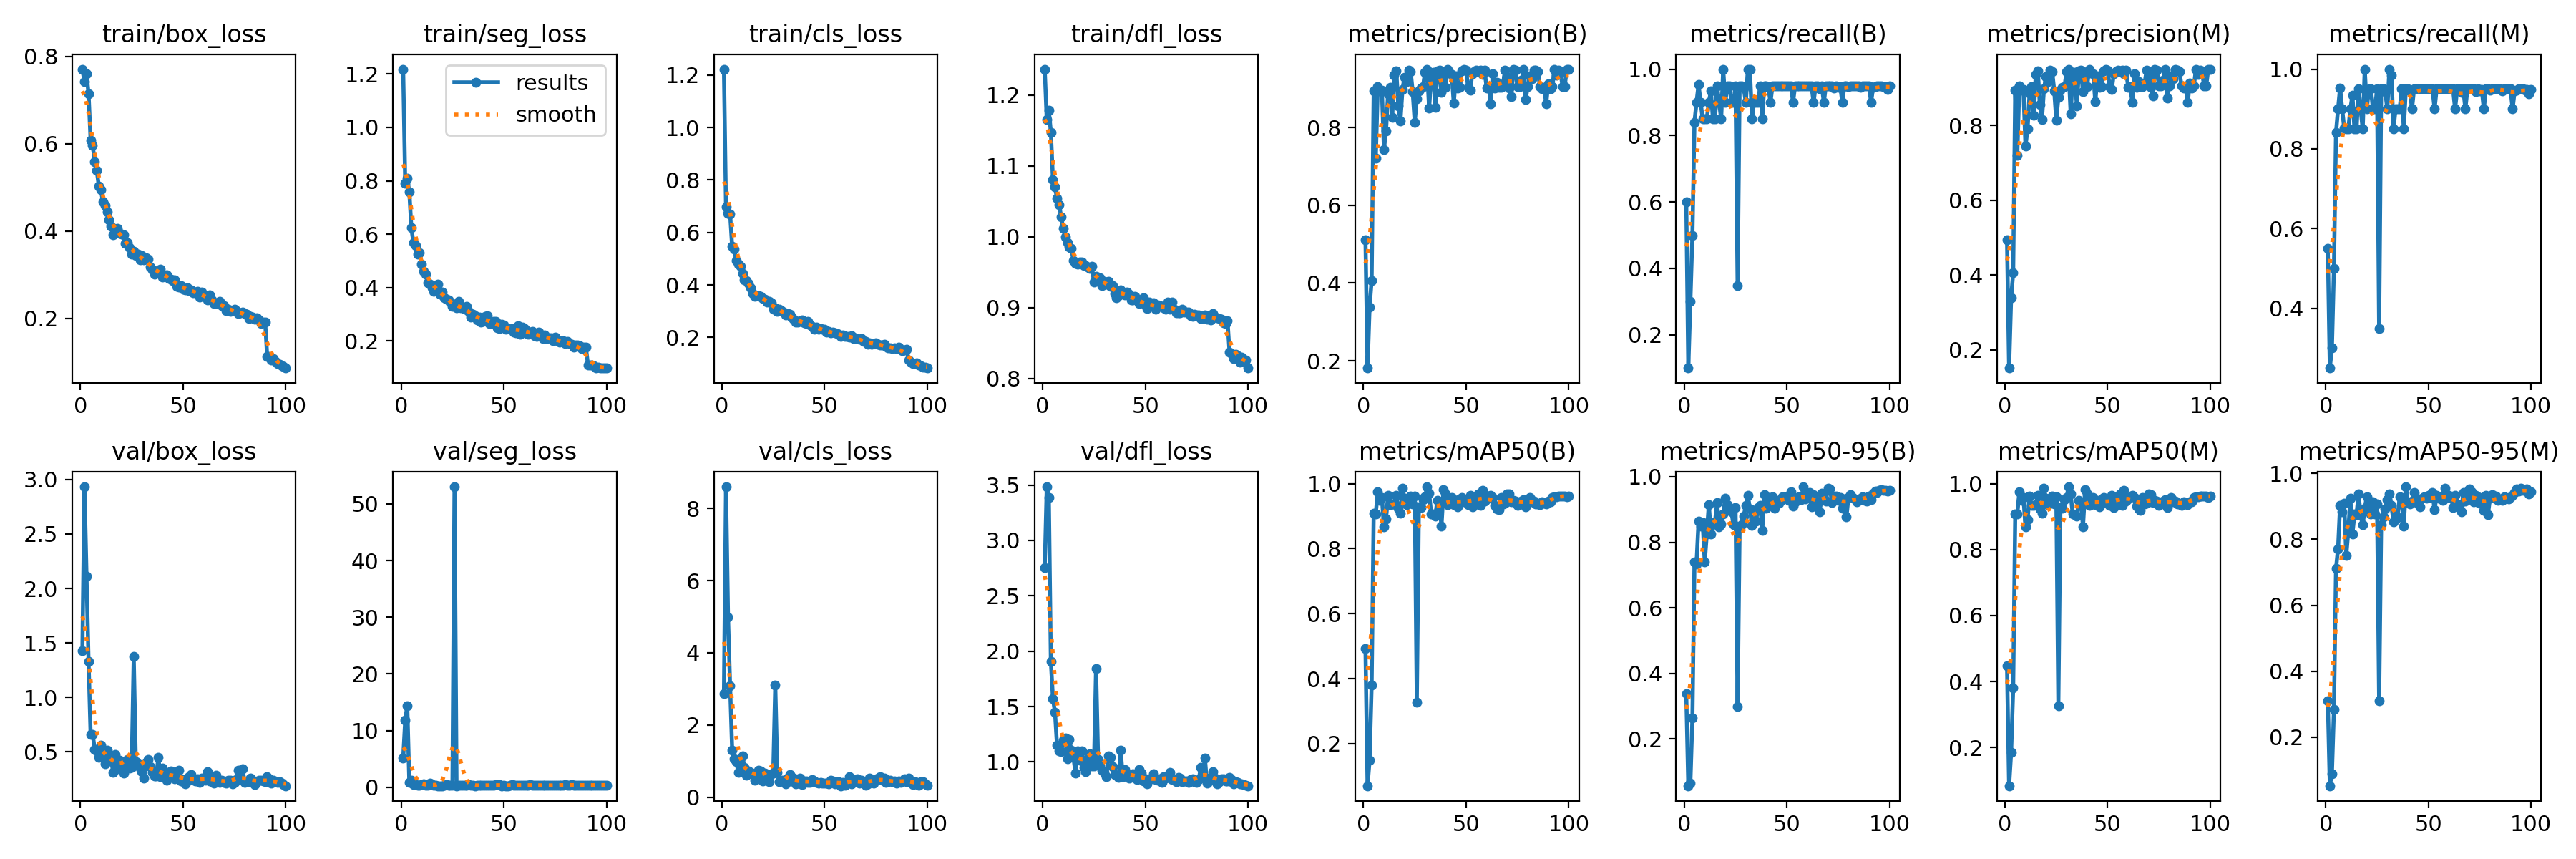 train/box_loss
train/seg_loss
train/cls_loss
train/dfl_loss
metrics/precision(B)
metrics/recall(B)
metrics/precision(M)
metrics/recall(M)
0.8
0.6
0.4
0.2
0 50 100
1.2
1.0
0.8
0.6
0.4
0.2
results
smooth
0 50 100
1.2
1.0
0.8
0.6
0.4
0.2
0 50 100
1.2
1.1
1.0
0.9
0.8
0 50 100
0.8
0.6
0.4
0.2
0 50 100
1.0
0.8
0.6
0.4
0.2
0 50 100
0.8
0.6
0.4
0.2
0 50 100
1.0
0.8
0.6
0.4
0 50 100
val/box_loss
val/seg_loss
val/cls_loss
val/dfl_loss
metrics/mAP50(B)
metrics/mAP50-95(B)
metrics/mAP50(M)
metrics/mAP50-95(M)
3.0
2.5
2.0
1.5
1.0
0.5
0 50 100
50
40
30
20
10
0
0 50 100
8
6
4
2
0
0 50 100
3.5
3.0
2.5
2.0
1.5
1.0
0 50 100
1.0
0.8
0.6
0.4
0.2
0 50 100
1.0
0.8
0.6
0.4
0.2
0 50 100
1.0
0.8
0.6
0.4
0.2
0 50 100
1.0
0.8
0.6
0.4
0.2
0 50 100